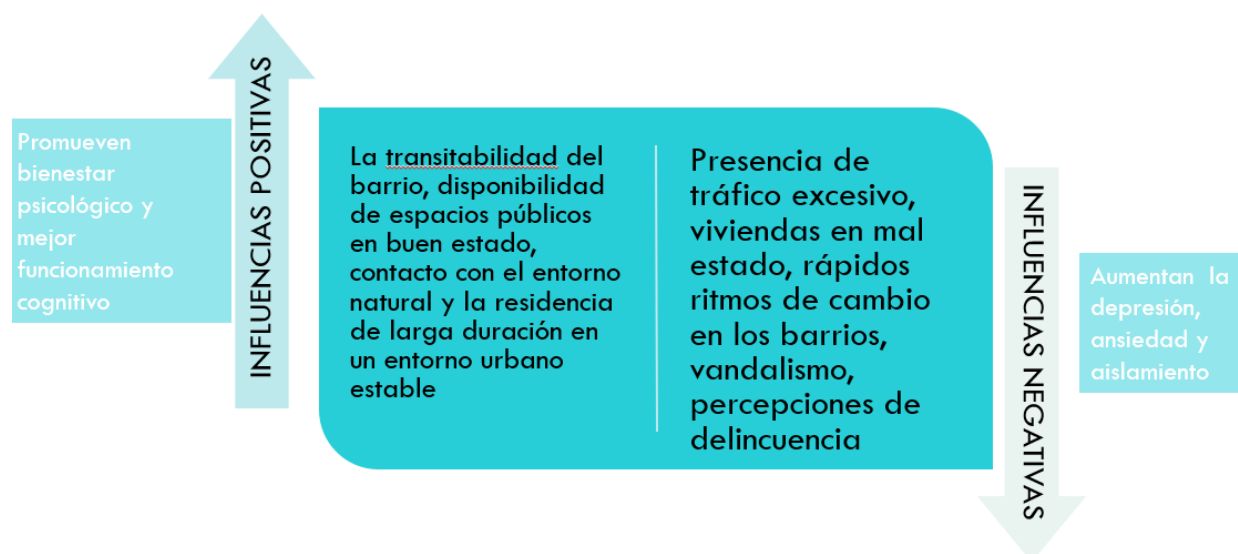 Promueven
bienestar
psicológico y
mejor
funcionamiento
cognitivo
INFLUENCIAS POSITIVAS
La transitabilidad del
barrio, disponibilidad
de espacios públicos
en buen estado,
contacto con el entorno
natural y la residencia
de larga duración en
un entorno urbano
estable
Presencia de
tráfico excesivo,
viviendas en mal
estado, rápidos
ritmos de cambio
en los barrios,
vandalismo,
percepciones de
delincuencia
INFLUENCIAS NEGATIVAS
Aumentan la
depresión,
ansiedad y
aislamiento